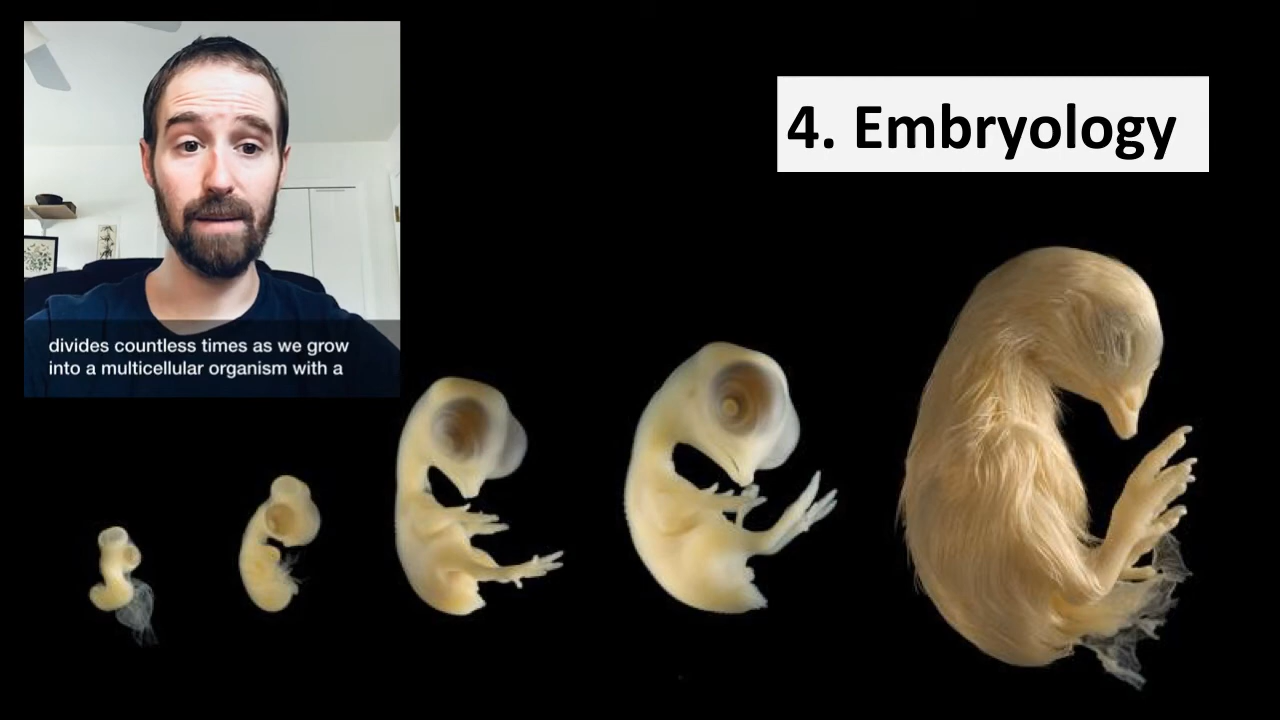 4. Embryology
divides countless times as we grow
into a multicellular organism with a